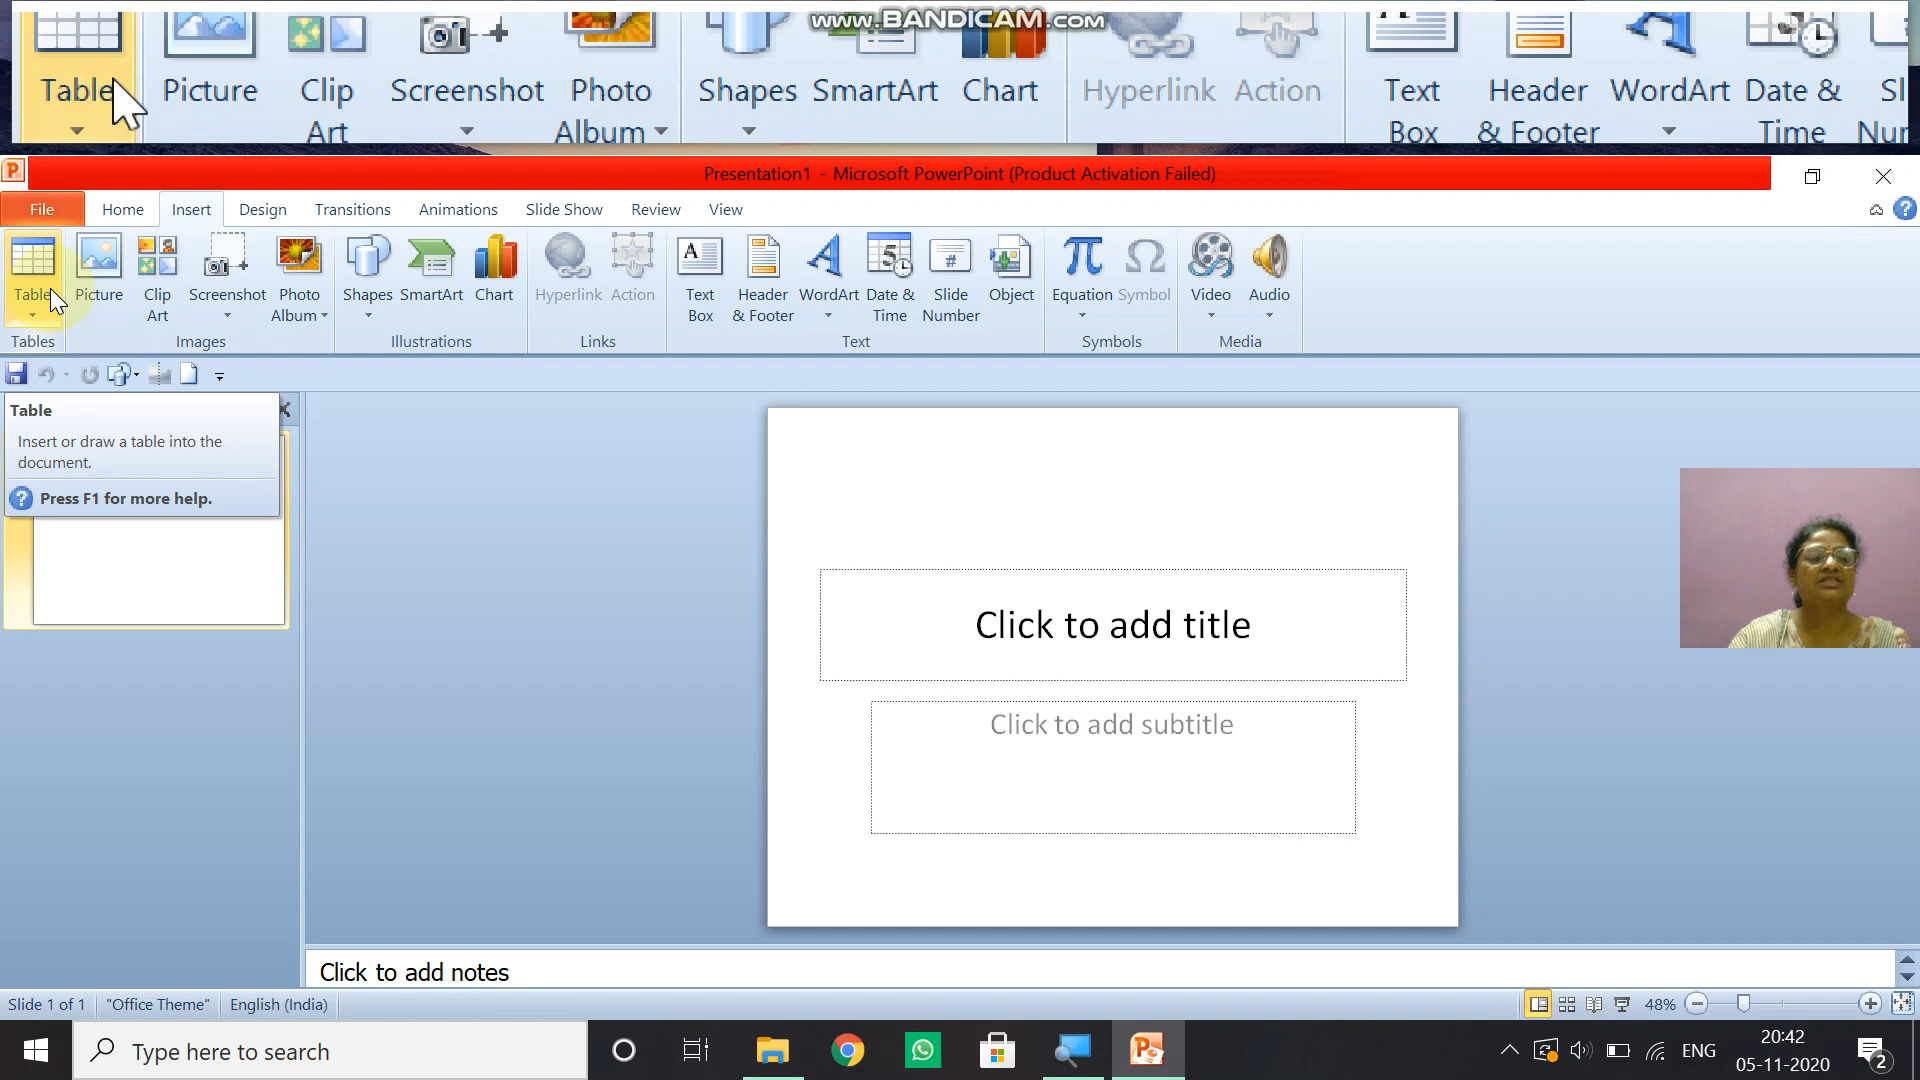 www.BANDICAM.com
Table Picture Clip Art Screenshot Photo Album Shapes SmartArt Chart Hyperlink Action Text Box Header & Footer WordArt Date & Time
Presentation1 - Microsoft PowerPoint (Product Activation Failed)
File Home Insert Design Transitions Animations Slide Show Review View
Table Picture Clip Art Screenshot Photo Album Shapes SmartArt Chart Hyperlink Action Text Box Header & Footer WordArt Date & Time Slide Number Object Equation Symbol Video Audio
Tables Images Illustrations Links Text Symbols Media
Table
Insert or draw a table into the
document.
Press F1 for more help.
Click to add title
Click to add subtitle
Click to add notes
Slide 1 of 1 "Office Theme" English (India) 48%
Type here to search
ENG
20:42
05-11-2020
2